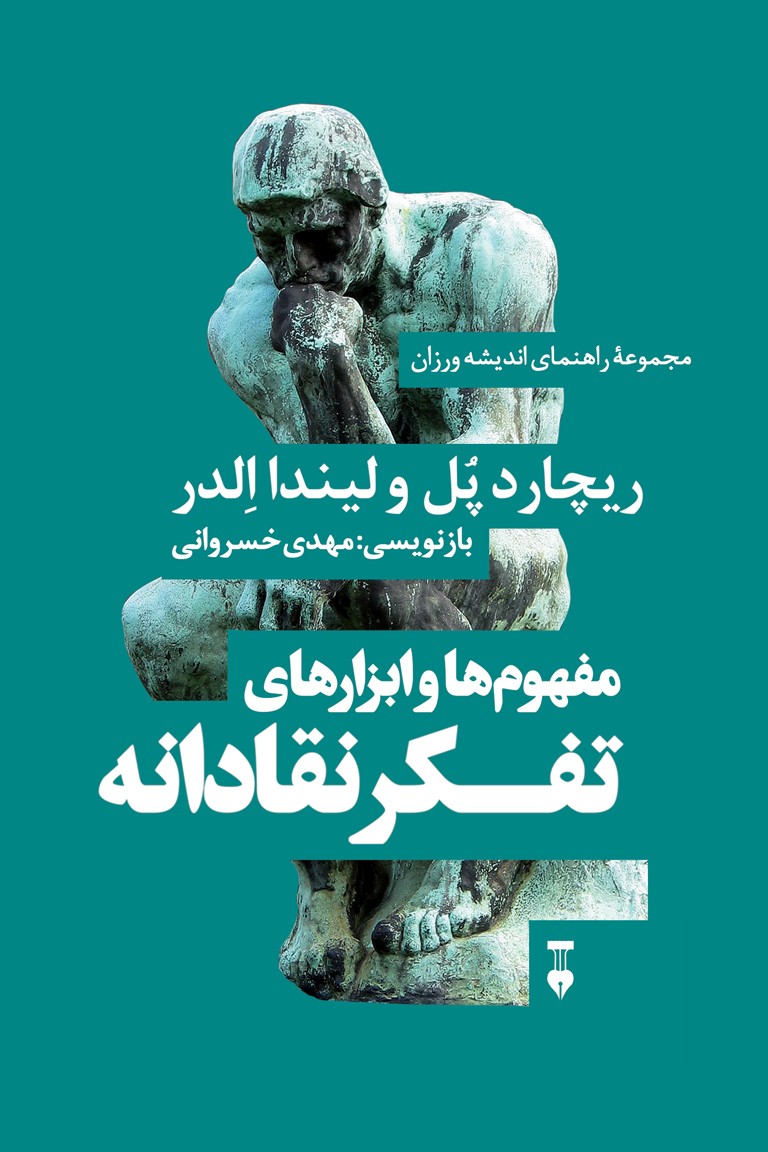 مجموعهٔ راهنمای اندیشه ورزان
ریچارد پُل و لیندا اِلدر
بازنویسی: مهدی خسروانی
مفهوم‌ها و ابزارهای
تفکر نقادانه